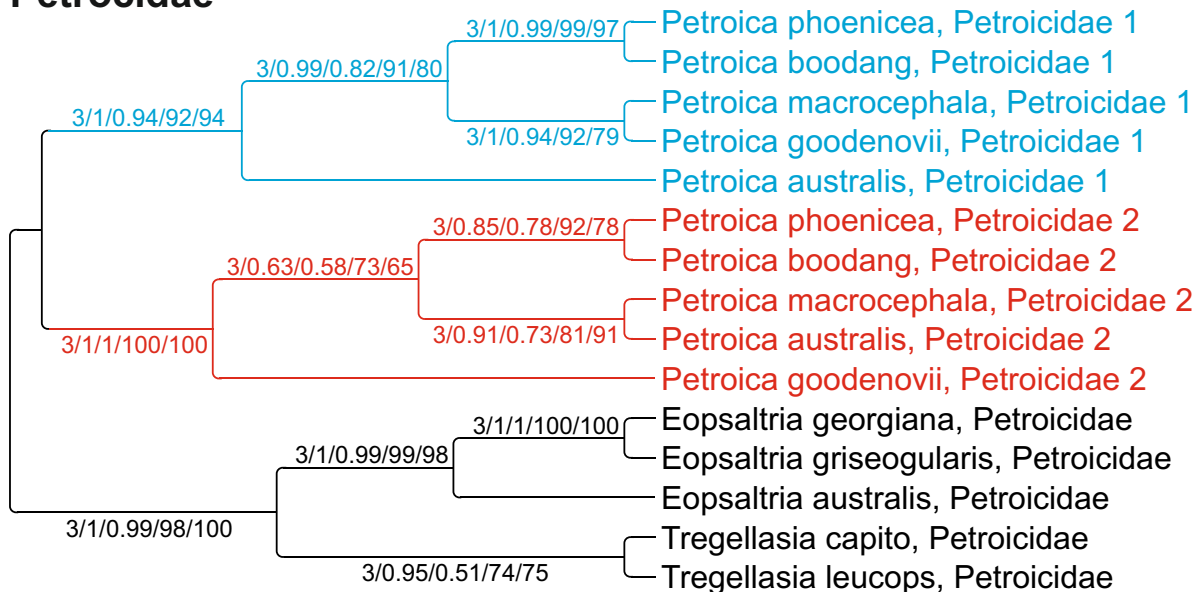 Petroicidae
3/1/0.99/99/97
Petroica phoenicea, Petroicidae 1
3/0.99/0.82/91/80
Petroica boodang, Petroicidae 1
Petroica macrocephala, Petroicidae 1
3/1/0.94/92/94
3/1/0.94/92/79
Petroica goodenovii, Petroicidae 1
Petroica australis, Petroicidae 1
3/0.85/0.78/92/78
Petroica phoenicea, Petroicidae 2
3/0.63/0.58/73/65
Petroica boodang, Petroicidae 2
Petroica macrocephala, Petroicidae 2
3/1/1/100/100
3/0.91/0.73/81/91
Petroica australis, Petroicidae 2
Petroica goodenovii, Petroicidae 2
3/1/1/100/100
Eopsaltria georgiana, Petroicidae
3/1/0.99/99/98
Eopsaltria griseogularis, Petroicidae
Eopsaltria australis, Petroicidae
3/1/0.99/98/100
Tregellasia capito, Petroicidae
3/0.95/0.51/74/75
Tregellasia leucops, Petroicidae